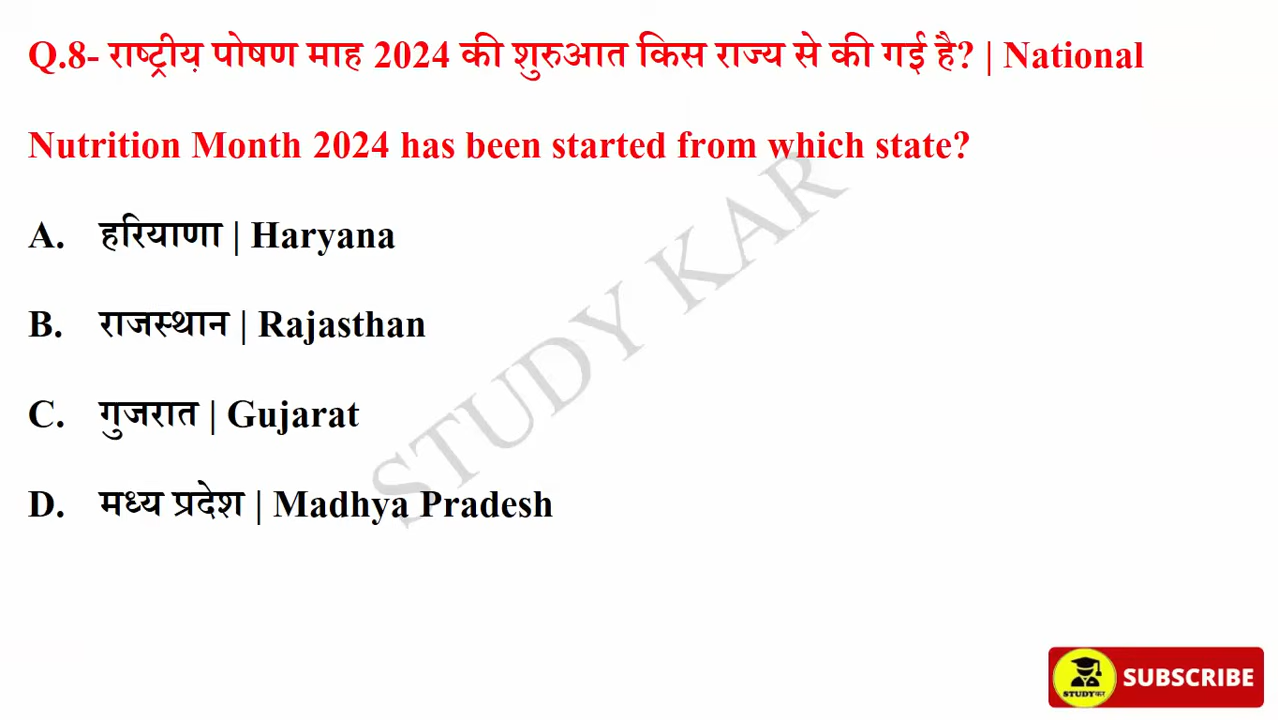 Q.8- राष्ट्रीय़ पोषण माह 2024 की शुरुआत किस राज्य से की गई है? | National
Nutrition Month 2024 has been started from which state?
A. हरियाणा | Haryana
B. राजस्थान | Rajasthan
C. गुजरात | Gujarat
D. मध्य प्रदेश | Madhya Pradesh
STUDY KAR
STUDYकर
SUBSCRIBE